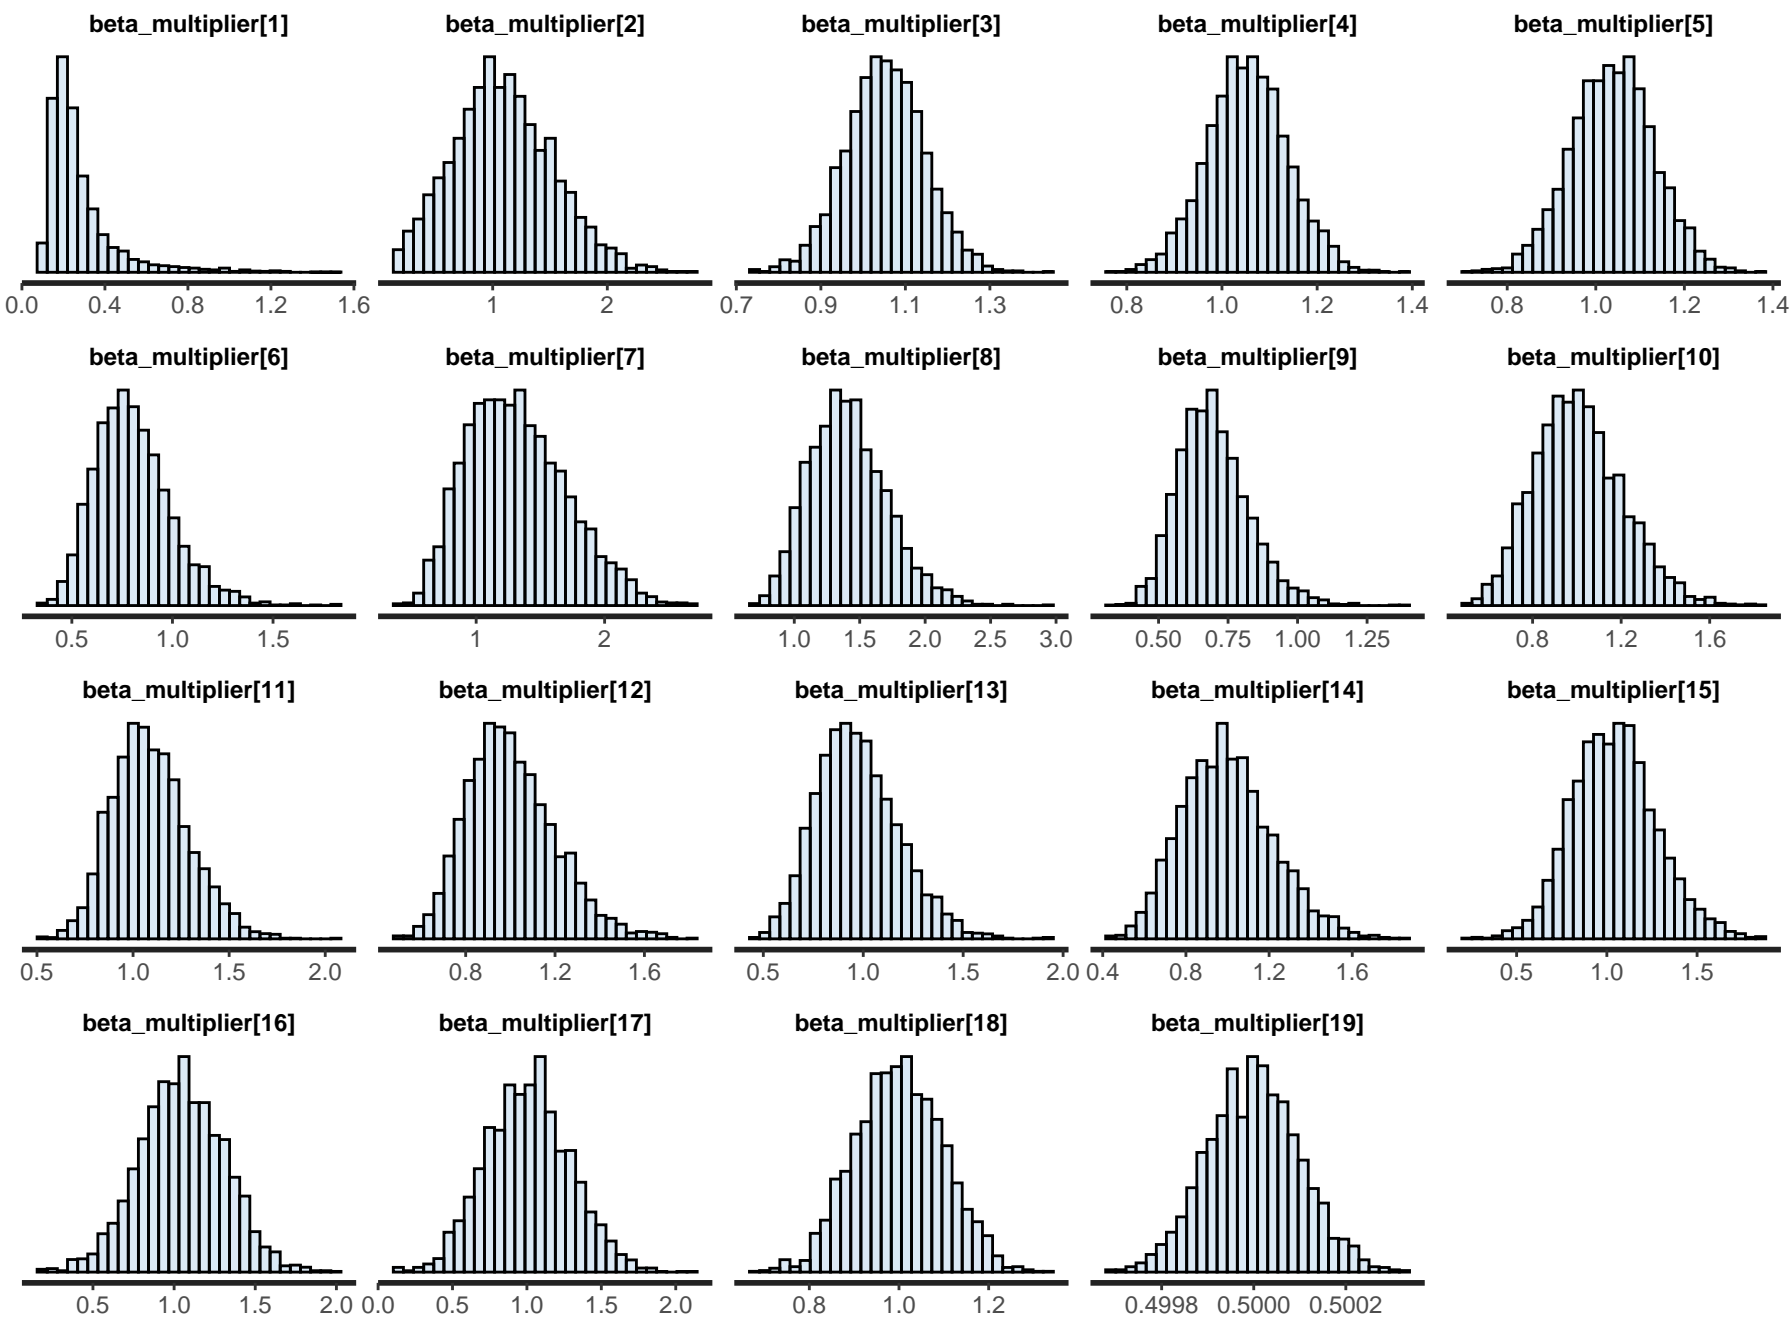 beta_multiplier[1] beta_multiplier[2] beta_multiplier[3] beta_multiplier[4] beta_multiplier[5]
0.0 0.4 0.8 1.2 1.6 1 2 0.7 0.9 1.1 1.3 0.8 1.0 1.2 1.4 0.8 1.0 1.2 1.4
beta_multiplier[6] beta_multiplier[7] beta_multiplier[8] beta_multiplier[9] beta_multiplier[10]
0.5 1.0 1.5 1 2 1.0 1.5 2.0 2.5 3.0 0.50 0.75 1.00 1.25 0.8 1.2 1.6
beta_multiplier[11] beta_multiplier[12] beta_multiplier[13] beta_multiplier[14] beta_multiplier[15]
0.5 1.0 1.5 2.0 0.8 1.2 1.6 0.5 1.0 1.5 2.0 0.4 0.8 1.2 1.6 0.5 1.0 1.5
beta_multiplier[16] beta_multiplier[17] beta_multiplier[18] beta_multiplier[19]
0.5 1.0 1.5 2.0 0.0 0.5 1.0 1.5 2.0 0.8 1.0 1.2 0.4998 0.5000 0.5002